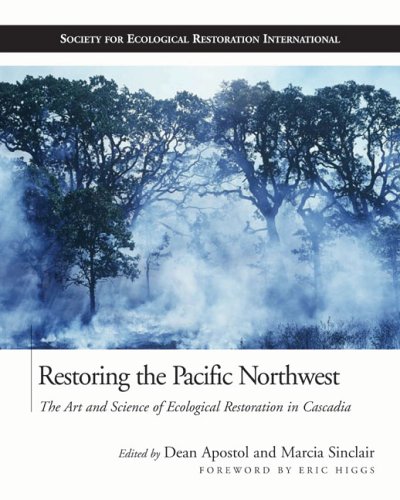 SOCIETY FOR ECOLOGICAL RESTORATION INTERNATIONAL
Restoring the Pacific Northwest
The Art and Science of Ecological Restoration in Cascadia
Edited by Dean Apostol and Marcia Sinclair
FOREWORD BY ERIC HIGGS